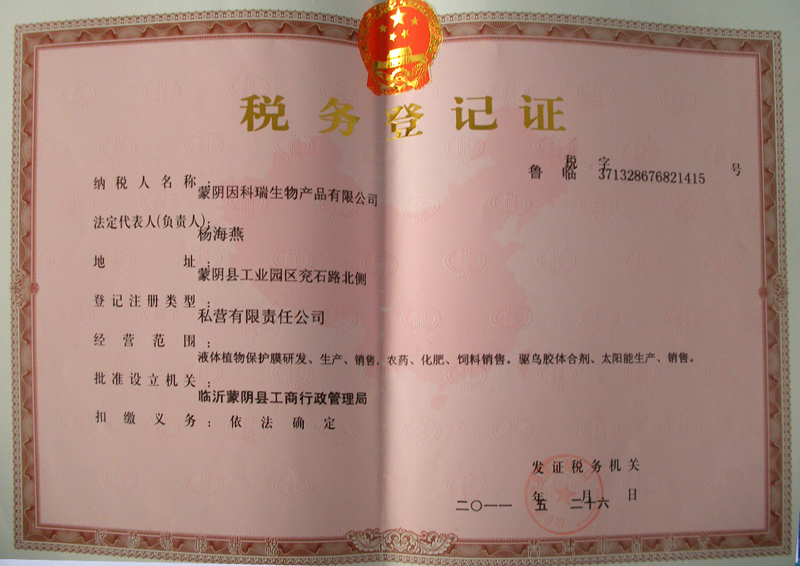 税务登记证
鲁临 税字 371328676821415 号
纳税人名称：蒙阴因科瑞生物产品有限公司
法定代表人(负责人)：杨海燕
地址：蒙阴县工业园区兖石路北侧
登记注册类型：私营有限责任公司
经营范围：液体植物保护膜研发、生产、销售。农药、化肥、饲料销售。驱鸟胶体合剂、太阳能生产、销售。
批准设立机关：临沂蒙阴县工商行政管理局
扣缴义务：依法确定
发证税务机关
二〇一一 年 五 月 二十六 日